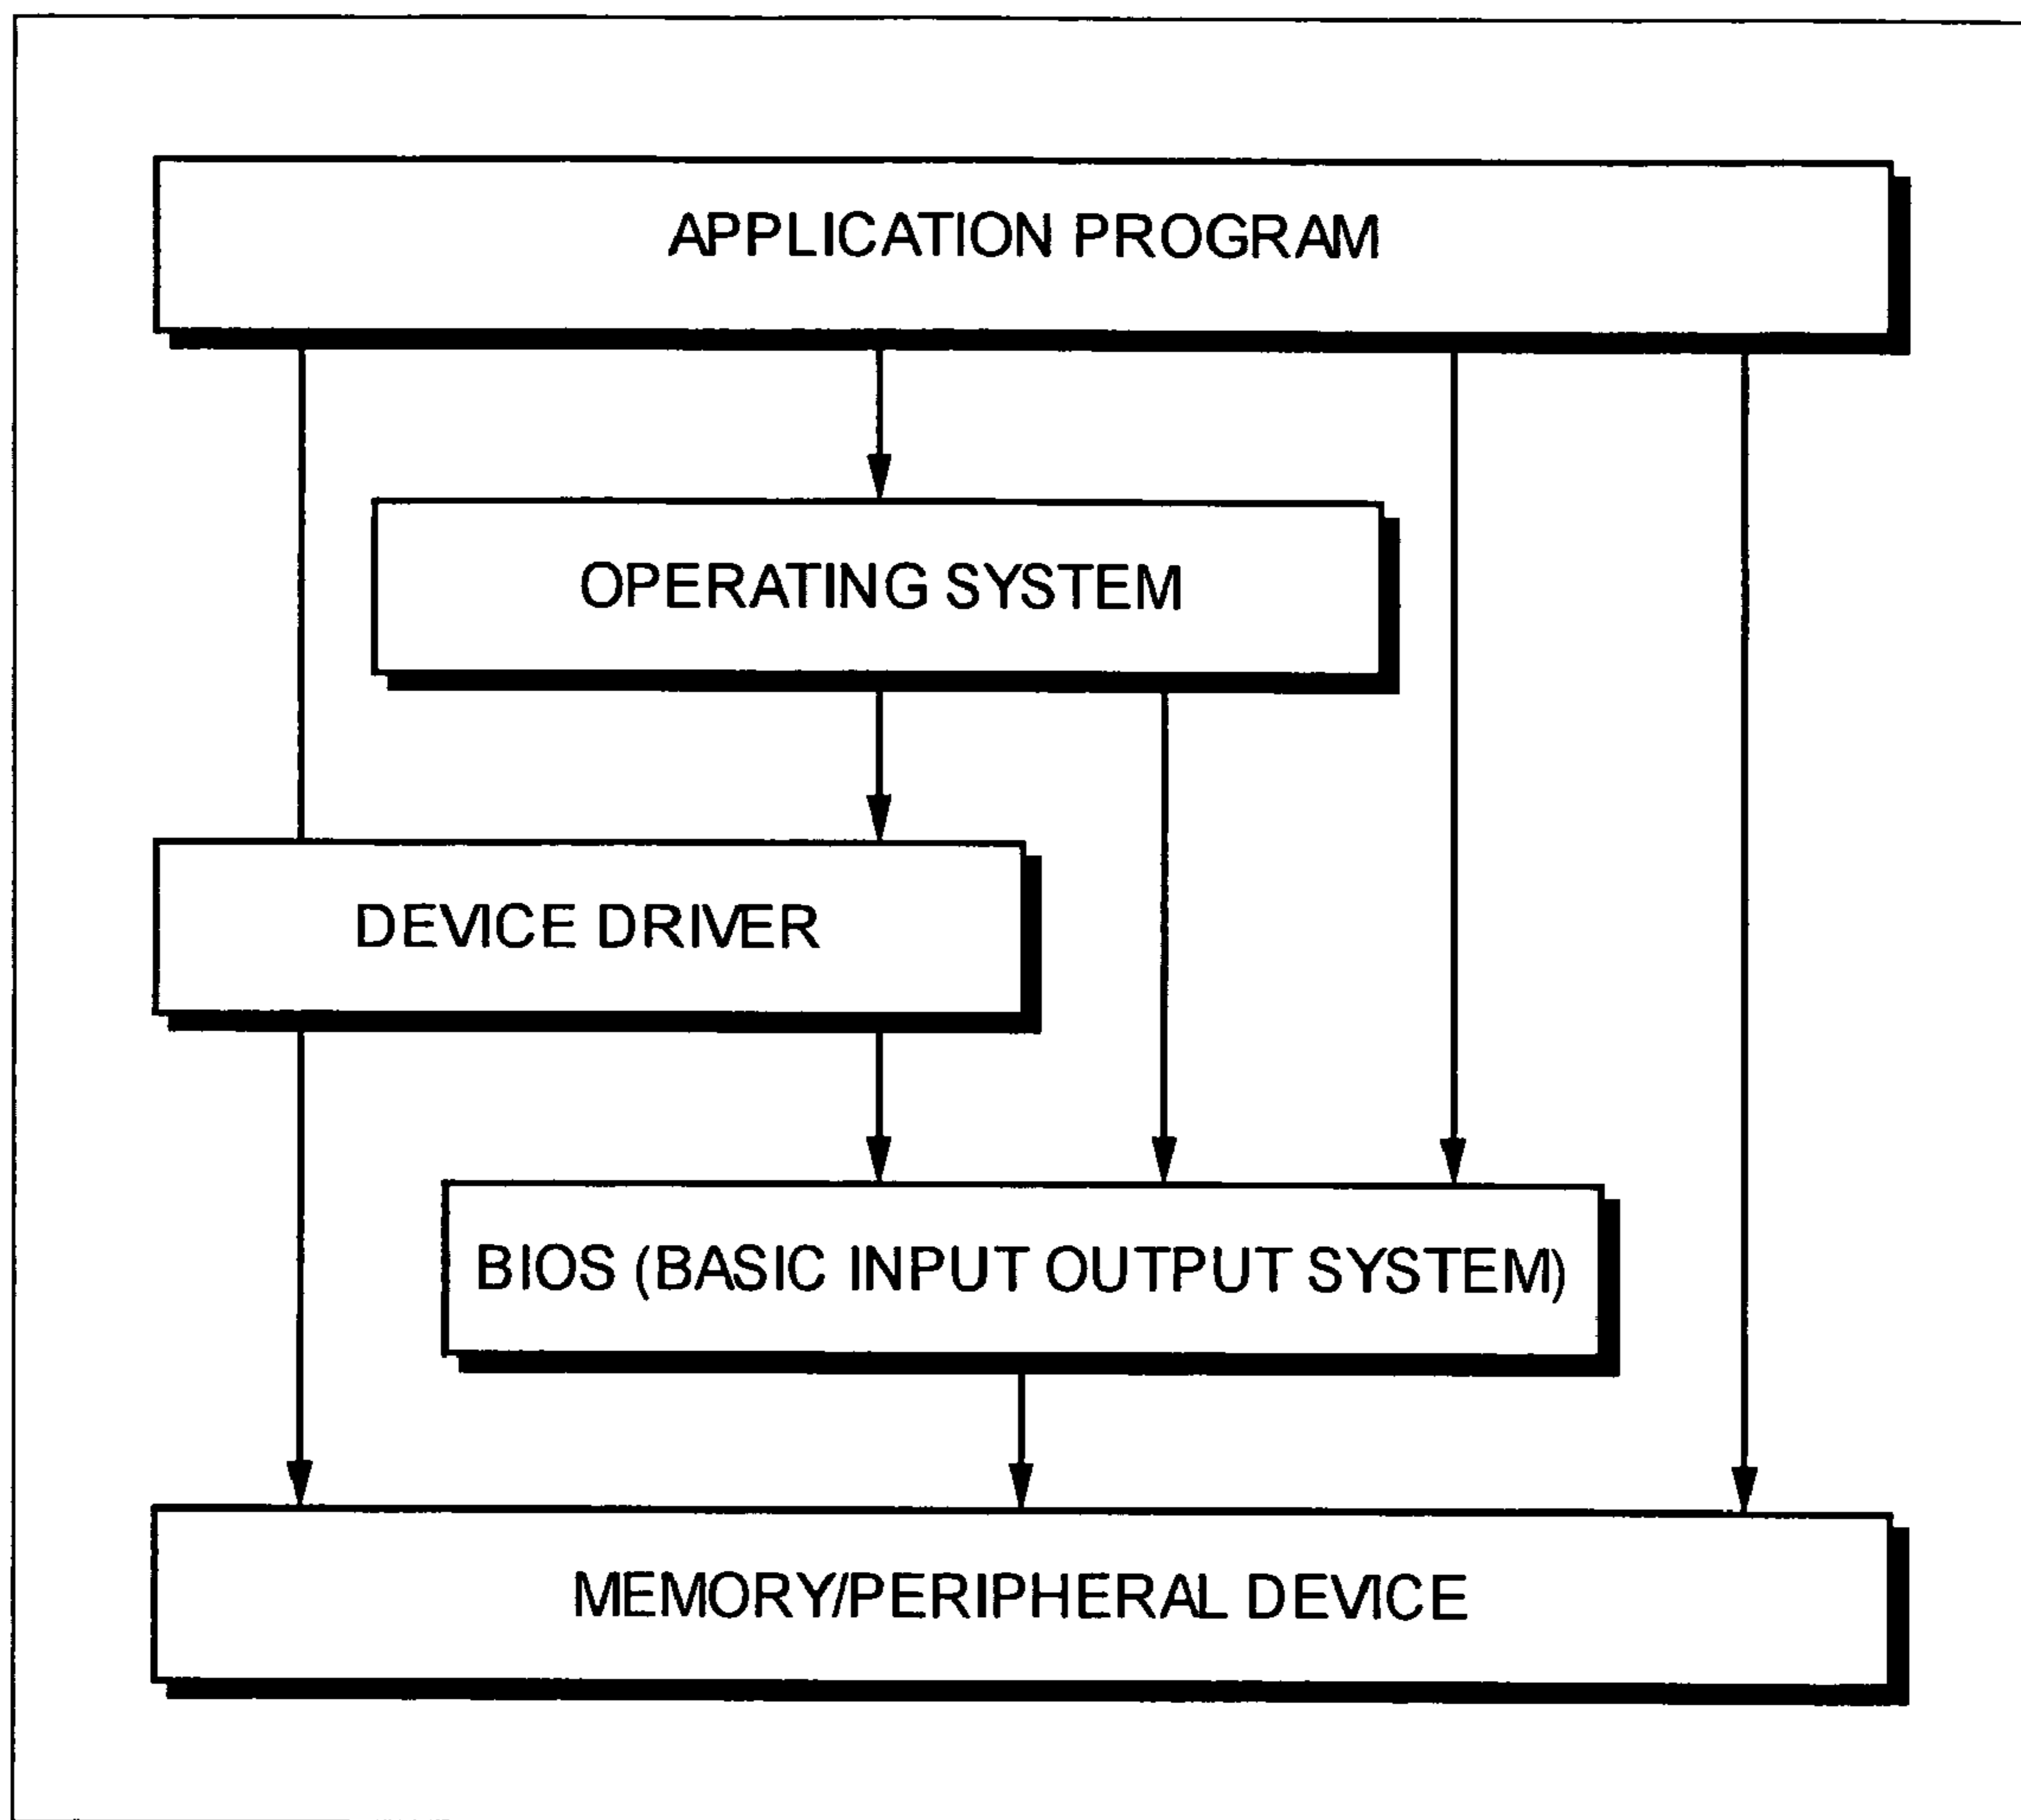 APPLICATION PROGRAM
OPERATING SYSTEM
DEVICE DRIVER
BIOS (BASIC INPUT OUTPUT SYSTEM)
MEMORY/PERIPHERAL DEVICE